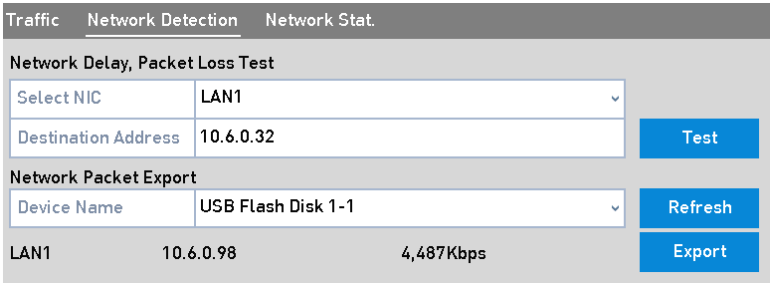 Traffic Network Detection Network Stat.
Network Delay, Packet Loss Test
Select NIC LAN1
Destination Address 10.6.0.32 Test
Network Packet Export
Device Name USB Flash Disk 1-1 Refresh
LAN1 10.6.0.98 4,487Kbps Export